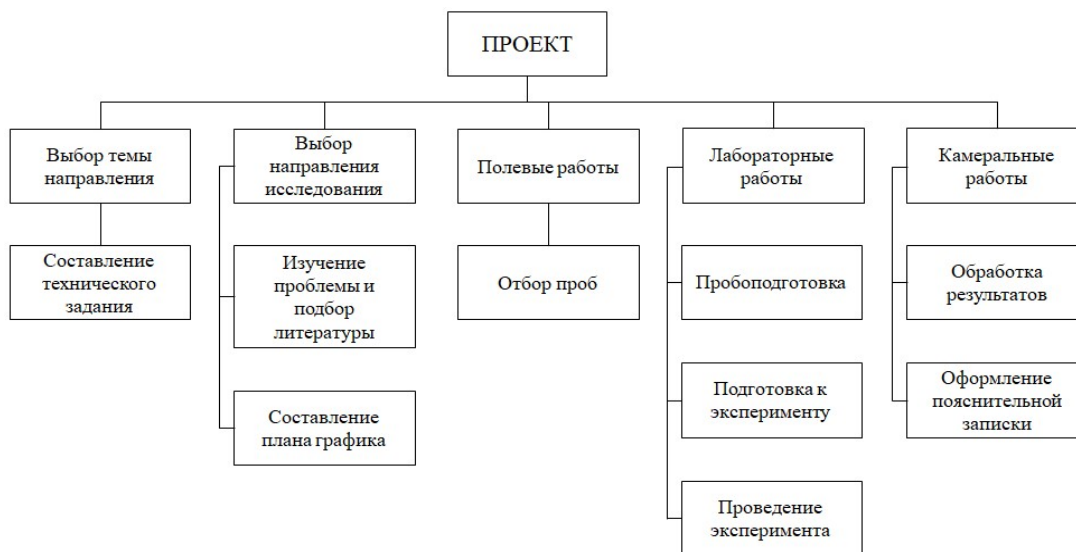 ПРОЕКТ
Выбор темы
направления
Выбор
направления
исследования
Полевые работы
Лабораторные
работы
Камеральные
работы
Составление
технического
задания
Изучение
проблемы и
подбор
литературы
Отбор проб
Пробоподготовка
Обработка
результатов
Составление
плана графика
Подготовка к
эксперименту
Оформление
пояснительной
записки
Проведение
эксперимента